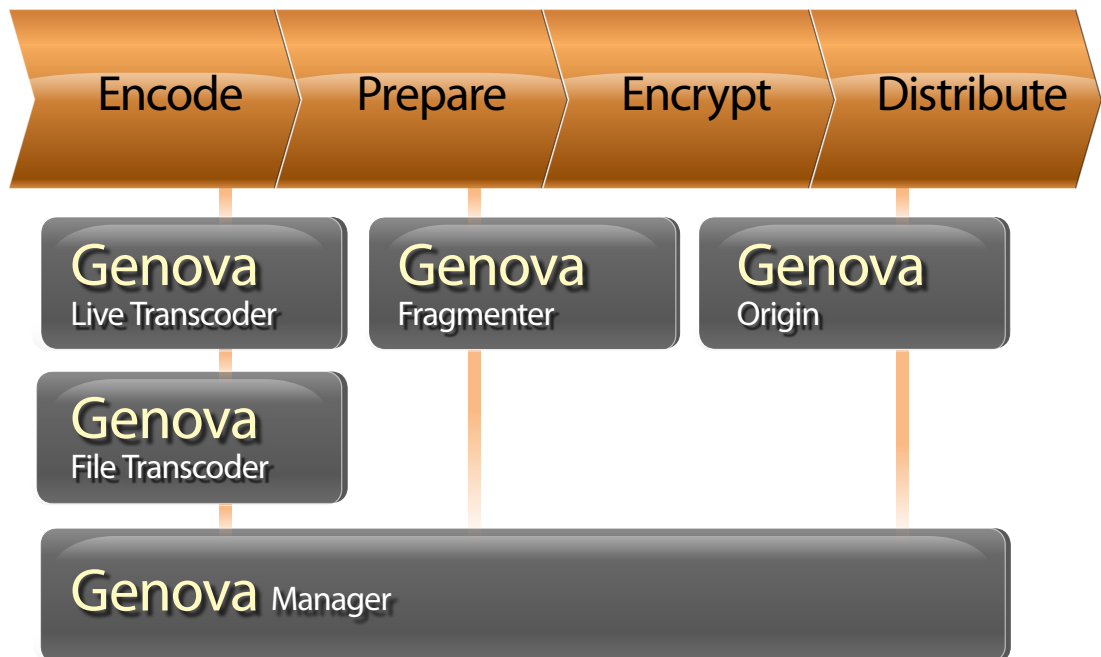 Encode
Prepare
Encrypt
Distribute
Genova
Live Transcoder
Genova
Fragmenter
Genova
Origin
Genova
File Transcoder
Genova Manager